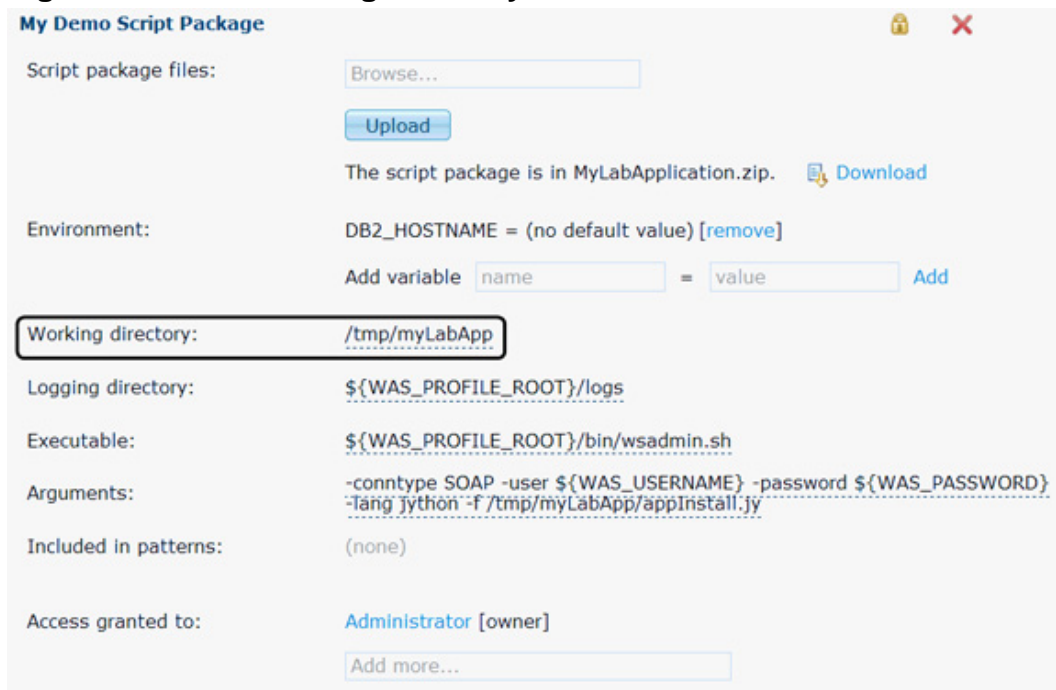 My Demo Script Package
Script package files:
Browse...
Upload
The script package is in MyLabApplication.zip. Download
Environment:
DB2_HOSTNAME = (no default value) [remove]
Add variable name = value Add
Working directory: /tmp/myLabApp
Logging directory: ${WAS_PROFILE_ROOT}/logs
Executable: ${WAS_PROFILE_ROOT}/bin/wsadmin.sh
Arguments: -conntype SOAP -user ${WAS_USERNAME} -password ${WAS_PASSWORD}
-lang jython -f /tmp/myLabApp/appInstall.jy
Included in patterns: (none)
Access granted to: Administrator [owner]
Add more...